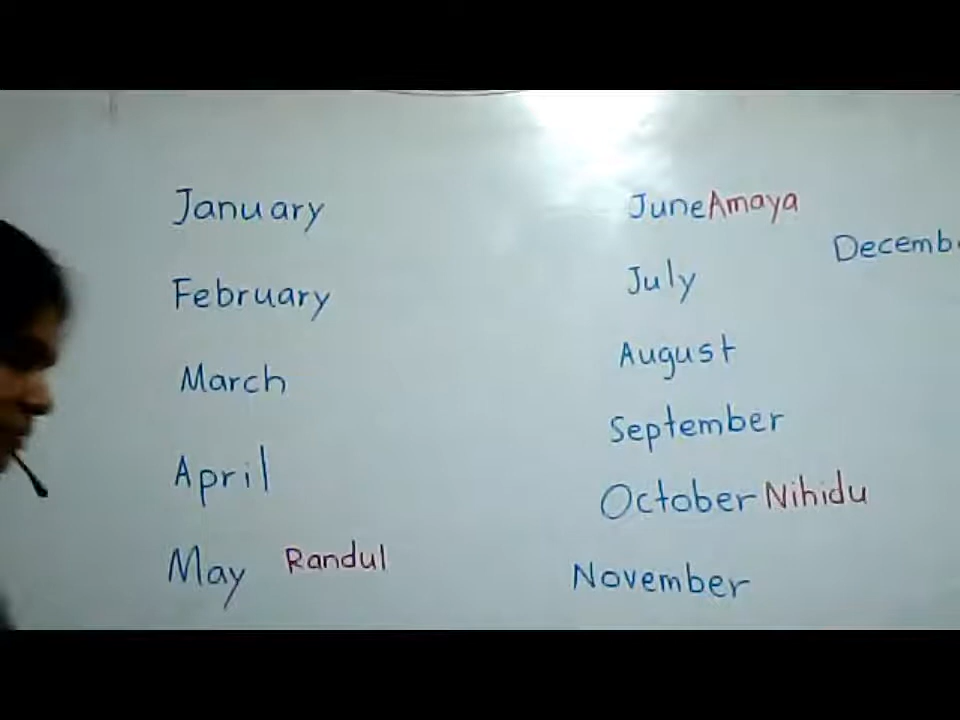 January
February
March
April
May Randul
June Amaya
July
August
September
October Nihidu
November
Decemb